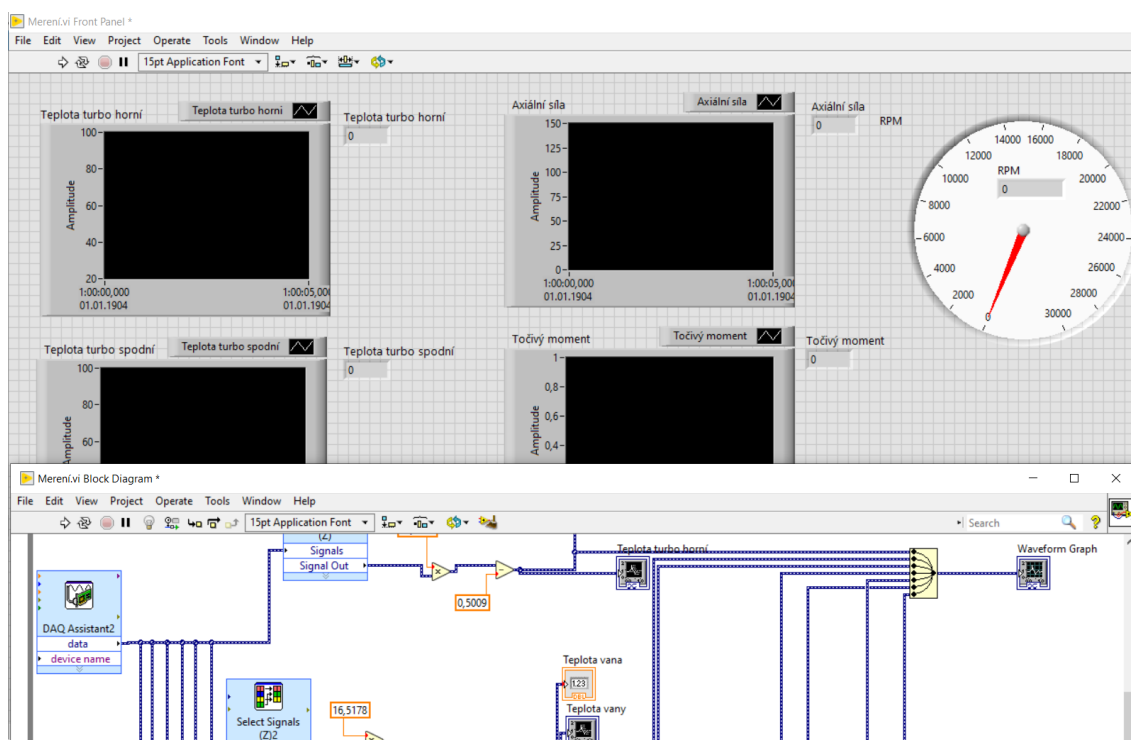 Merení.vi Front Panel *
File Edit View Project Operate Tools Window Help
15pt Application Font
Teplota turbo horní
Teplota turbo horni
Teplota turbo horní
0
Amplitude
100
80
60
40
20
1:00:00,000
01.01.1904
1:00:05,00
01.01.1904
Axiální síla
Axiální síla
Axiální síla
0
Amplitude
150
125
100
75
50
25
0
1:00:00,000
01.01.1904
1:00:05,00
01.01.1904
RPM
RPM
0
0
2000
4000
6000
8000
10000
12000
14000
16000
18000
20000
22000
24000
26000
28000
30000
Teplota turbo spodní
Teplota turbo spodní
Teplota turbo spodní
0
100
80
60
Točivý moment
Točivý moment
Točivý moment
0
Amplitude
1
0,8
0,6
0,4
Merení.vi Block Diagram *
File Edit View Project Operate Tools Window Help
15pt Application Font
Search
(Z)
Signals
Signal Out
0,5009
Teplota turbo horní
Waveform Graph
DAQ Assistant2
data
device name
Select Signals
(Z)2
16,5178
Teplota vana
1.23
DBL
Teplota vany